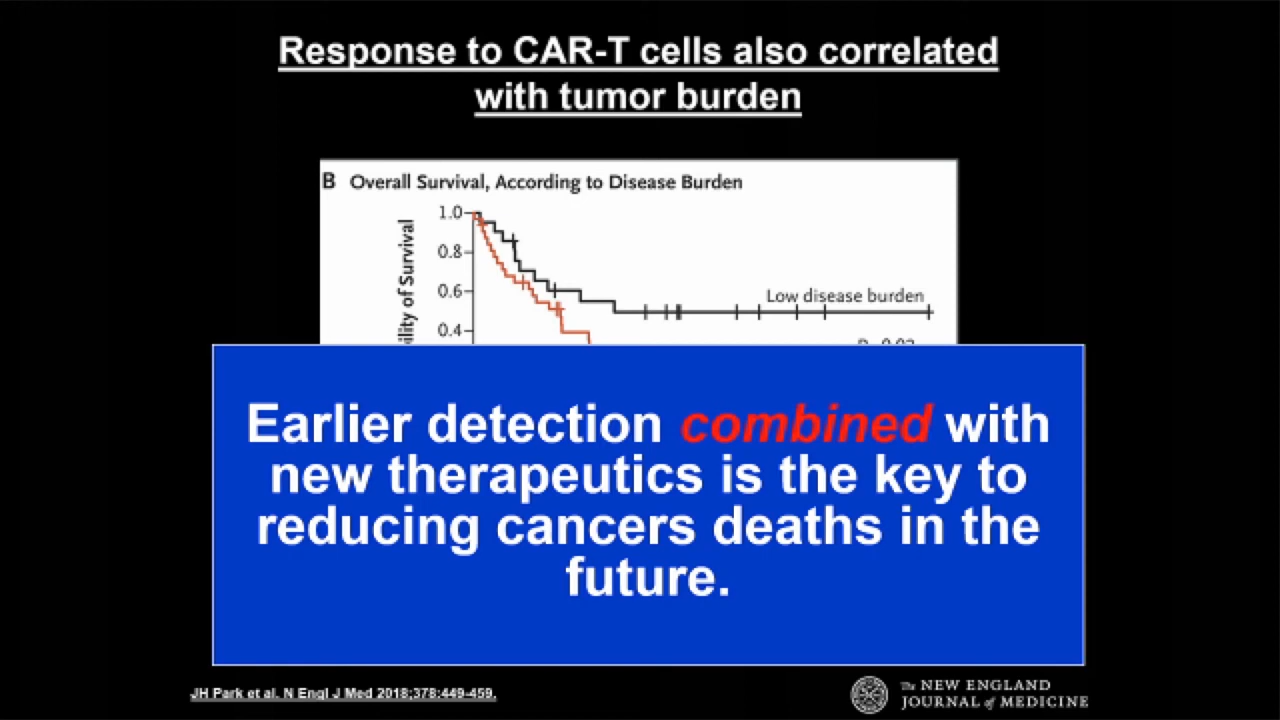 Response to CAR-T cells also correlated
with tumor burden
B Overall Survival, According to Disease Burden
1.0
0.8
0.6
0.4
of Survival
Low disease burden
Earlier detection combined with
new therapeutics is the key to
reducing cancers deaths in the
future.
JH Park et al. N Engl J Med 2018;378:449-459.
The NEW ENGLAND
JOURNAL of MEDICINE